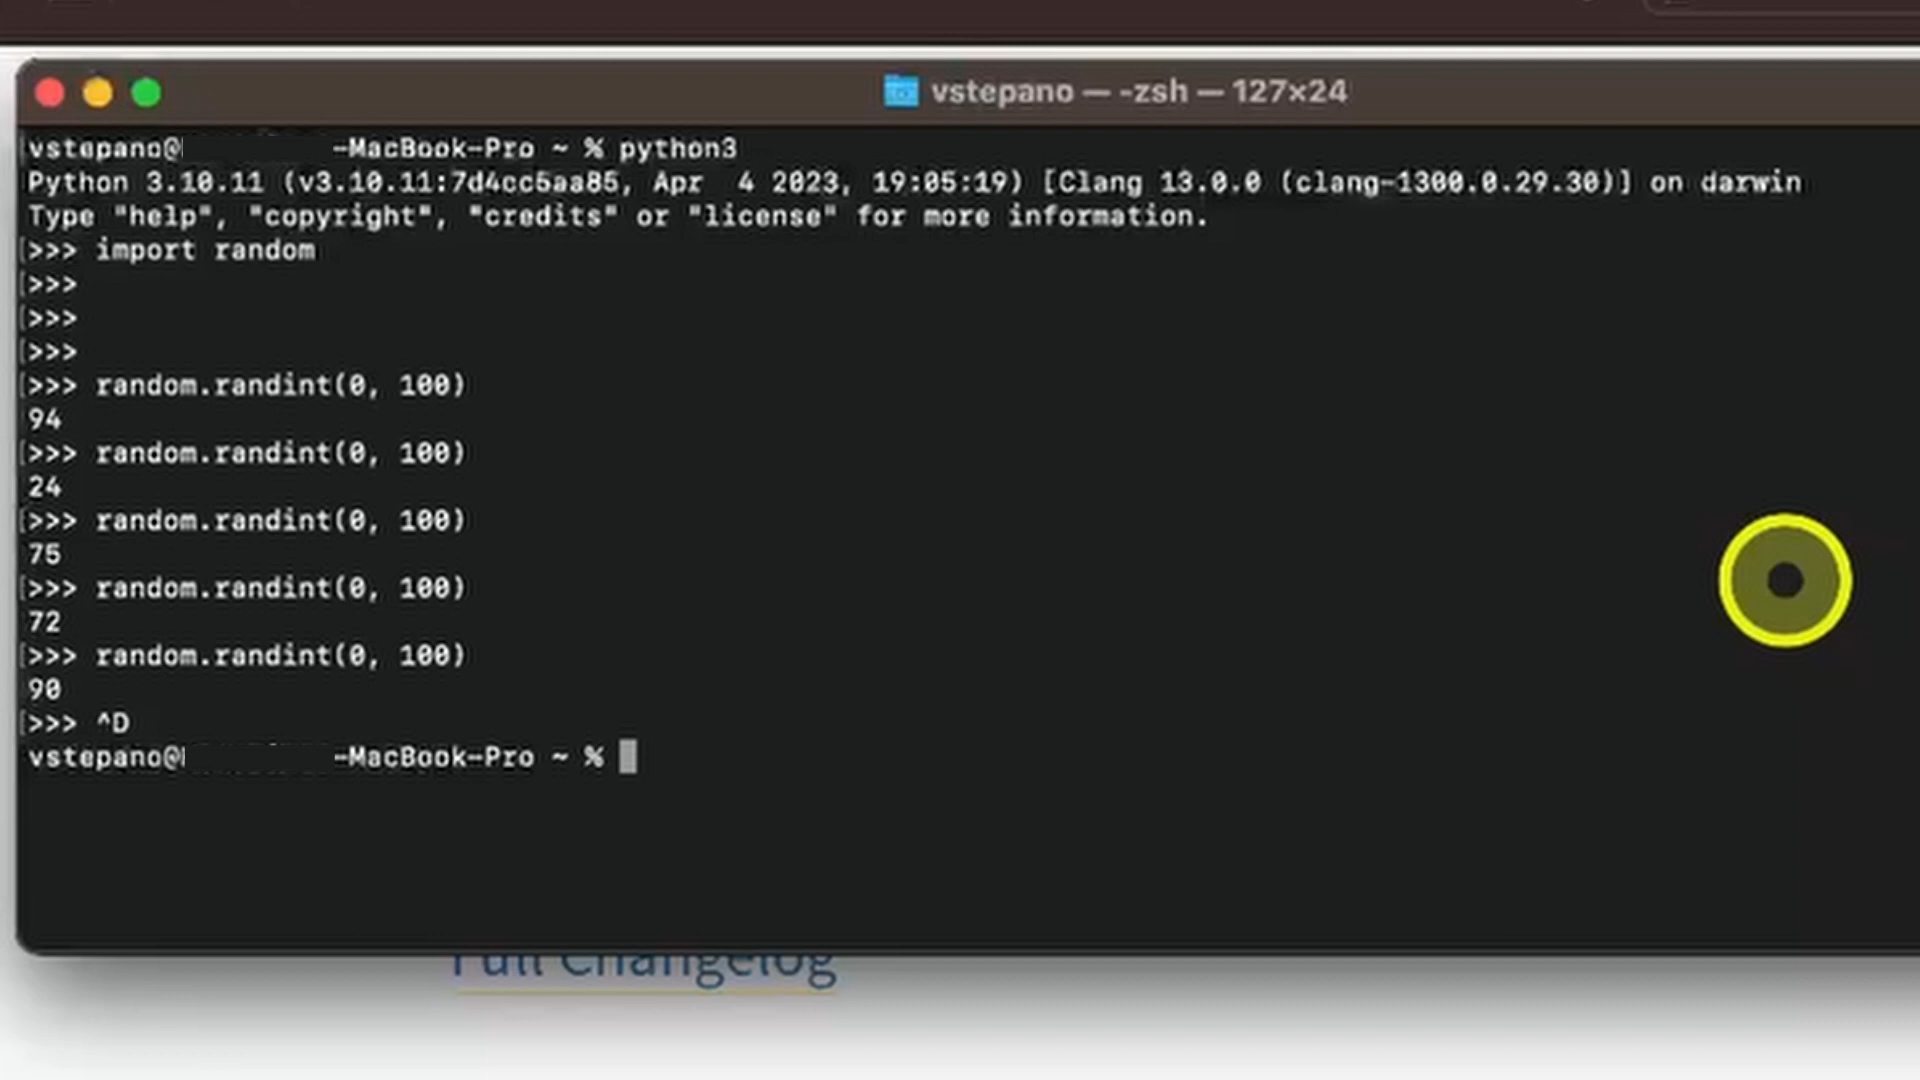 vstepano — -zsh — 127×24
vstepano@ -MacBook-Pro ~ % python3
Python 3.10.11 (v3.10.11:7d4cc5aa85, Apr  4 2023, 19:05:19) [Clang 13.0.0 (clang-1300.0.29.30)] on darwin
Type "help", "copyright", "credits" or "license" for more information.
>>> import random
>>>
>>>
>>>
>>> random.randint(0, 100)
94
>>> random.randint(0, 100)
24
>>> random.randint(0, 100)
75
>>> random.randint(0, 100)
72
>>> random.randint(0, 100)
90
>>> ^D
vstepano@ -MacBook-Pro ~ %
Full Changelog